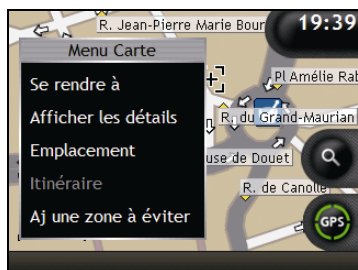 R. Jean-Pierre Marie Bour
19:39
Menu Carte
Se rendre à
Pl Amélie Rab
Afficher les détails
R. du Grand-Maurian
Emplacement
use de Douet
Itinéraire
R. de Canolle
Aj une zone à éviter
GPS